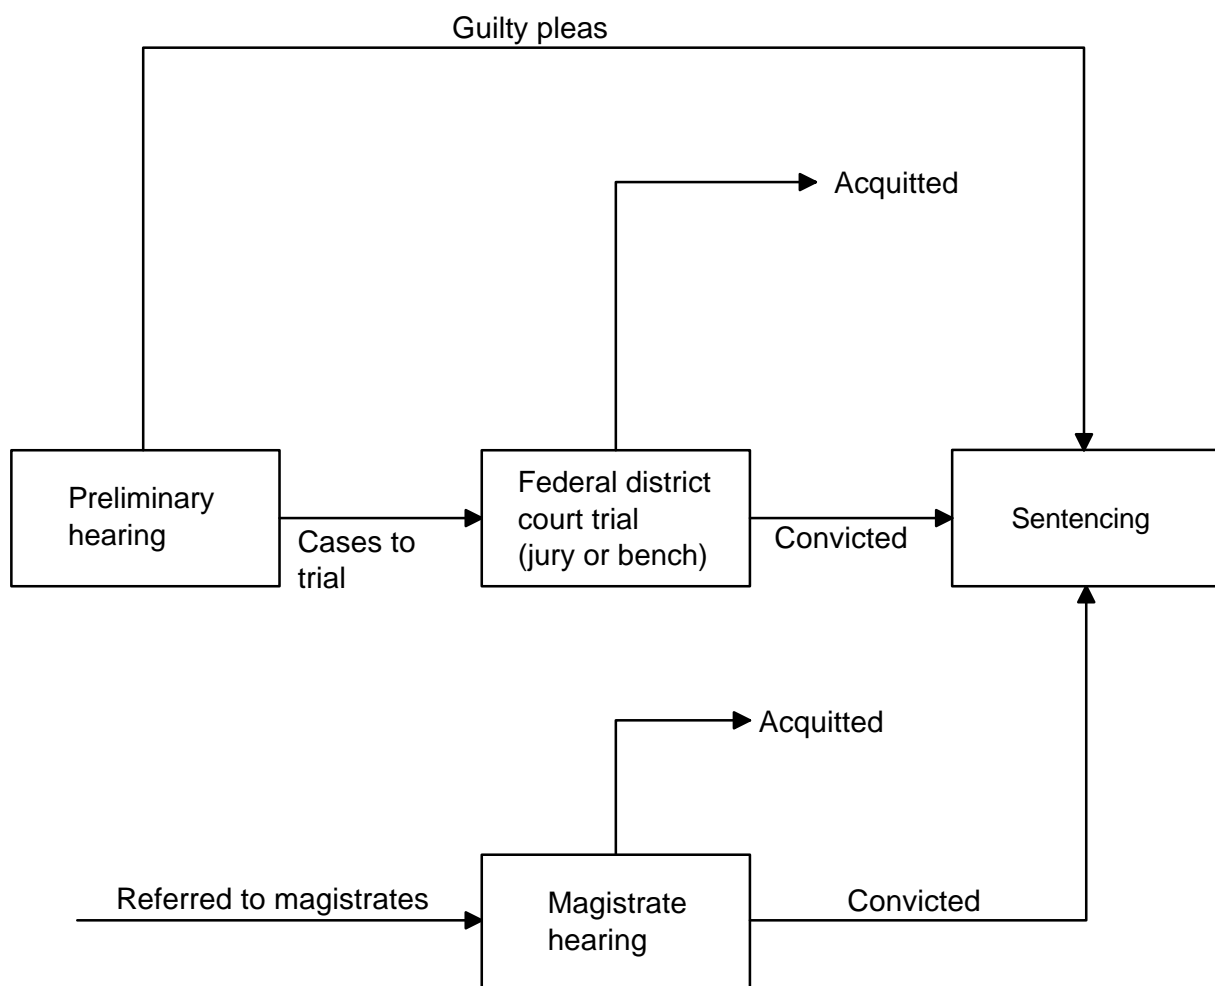 Guilty pleas
Acquitted
Preliminary
hearing
Cases to
trial
Federal district
court trial
(jury or bench)
Convicted
Sentencing
Acquitted
Referred to magistrates
Magistrate
hearing
Convicted